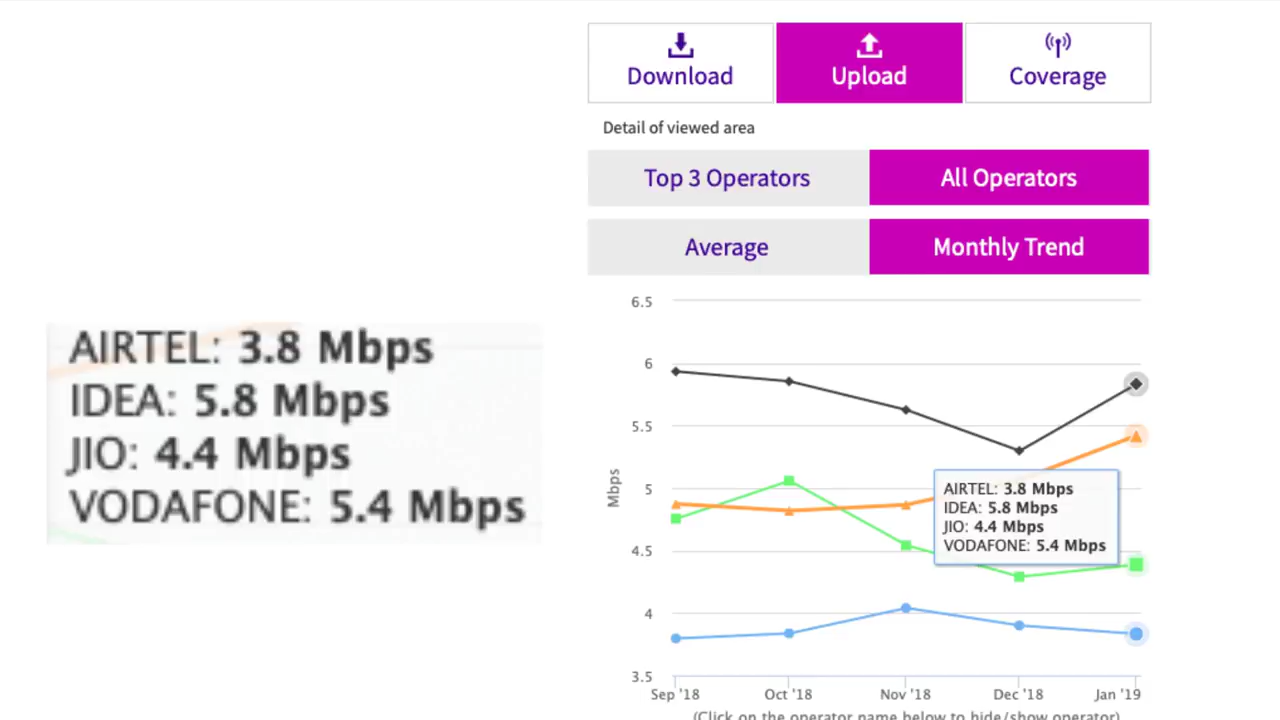 AIRTEL: 3.8 Mbps
IDEA: 5.8 Mbps
JIO: 4.4 Mbps
VODAFONE: 5.4 Mbps
Download
Upload
Coverage
Detail of viewed area
Top 3 Operators
All Operators
Average
Monthly Trend
6.5
6
5.5
5
4.5
4
3.5
Mbps
AIRTEL: 3.8 Mbps
IDEA: 5.8 Mbps
JIO: 4.4 Mbps
VODAFONE: 5.4 Mbps
Sep '18
Oct '18
Nov '18
Dec '18
Jan '19
(Click on the operator name below to hide/show operator)